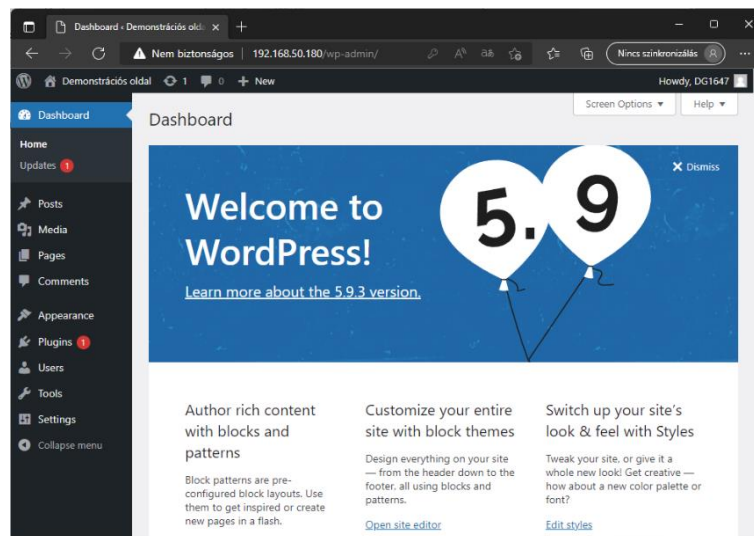 Dashboard ‹ Demonstrációs olda
Nem biztonságos | 192.168.50.180/wp-admin/
Nincs szinkronizálás
Demonstrációs oldal 1 0 + New
Howdy, DG1647
Screen Options ▼ Help ▼
Dashboard
Home
Updates 1
Posts
Media
Pages
Comments
Appearance
Plugins 1
Users
Tools
Settings
Collapse menu
Dashboard
Dismiss
Welcome to
WordPress!
Learn more about the 5.9.3 version.
5.9
Author rich content
with blocks and
patterns
Block patterns are pre-
configured block layouts. Use
them to get inspired or create
new pages in a flash.
Customize your entire
site with block themes
Design everything on your site
— from the header down to the
footer, all using blocks and
patterns.
Open site editor
Switch up your site's
look & feel with Styles
Tweak your site, or give it a
whole new look! Get creative —
how about a new color palette or
font?
Edit styles